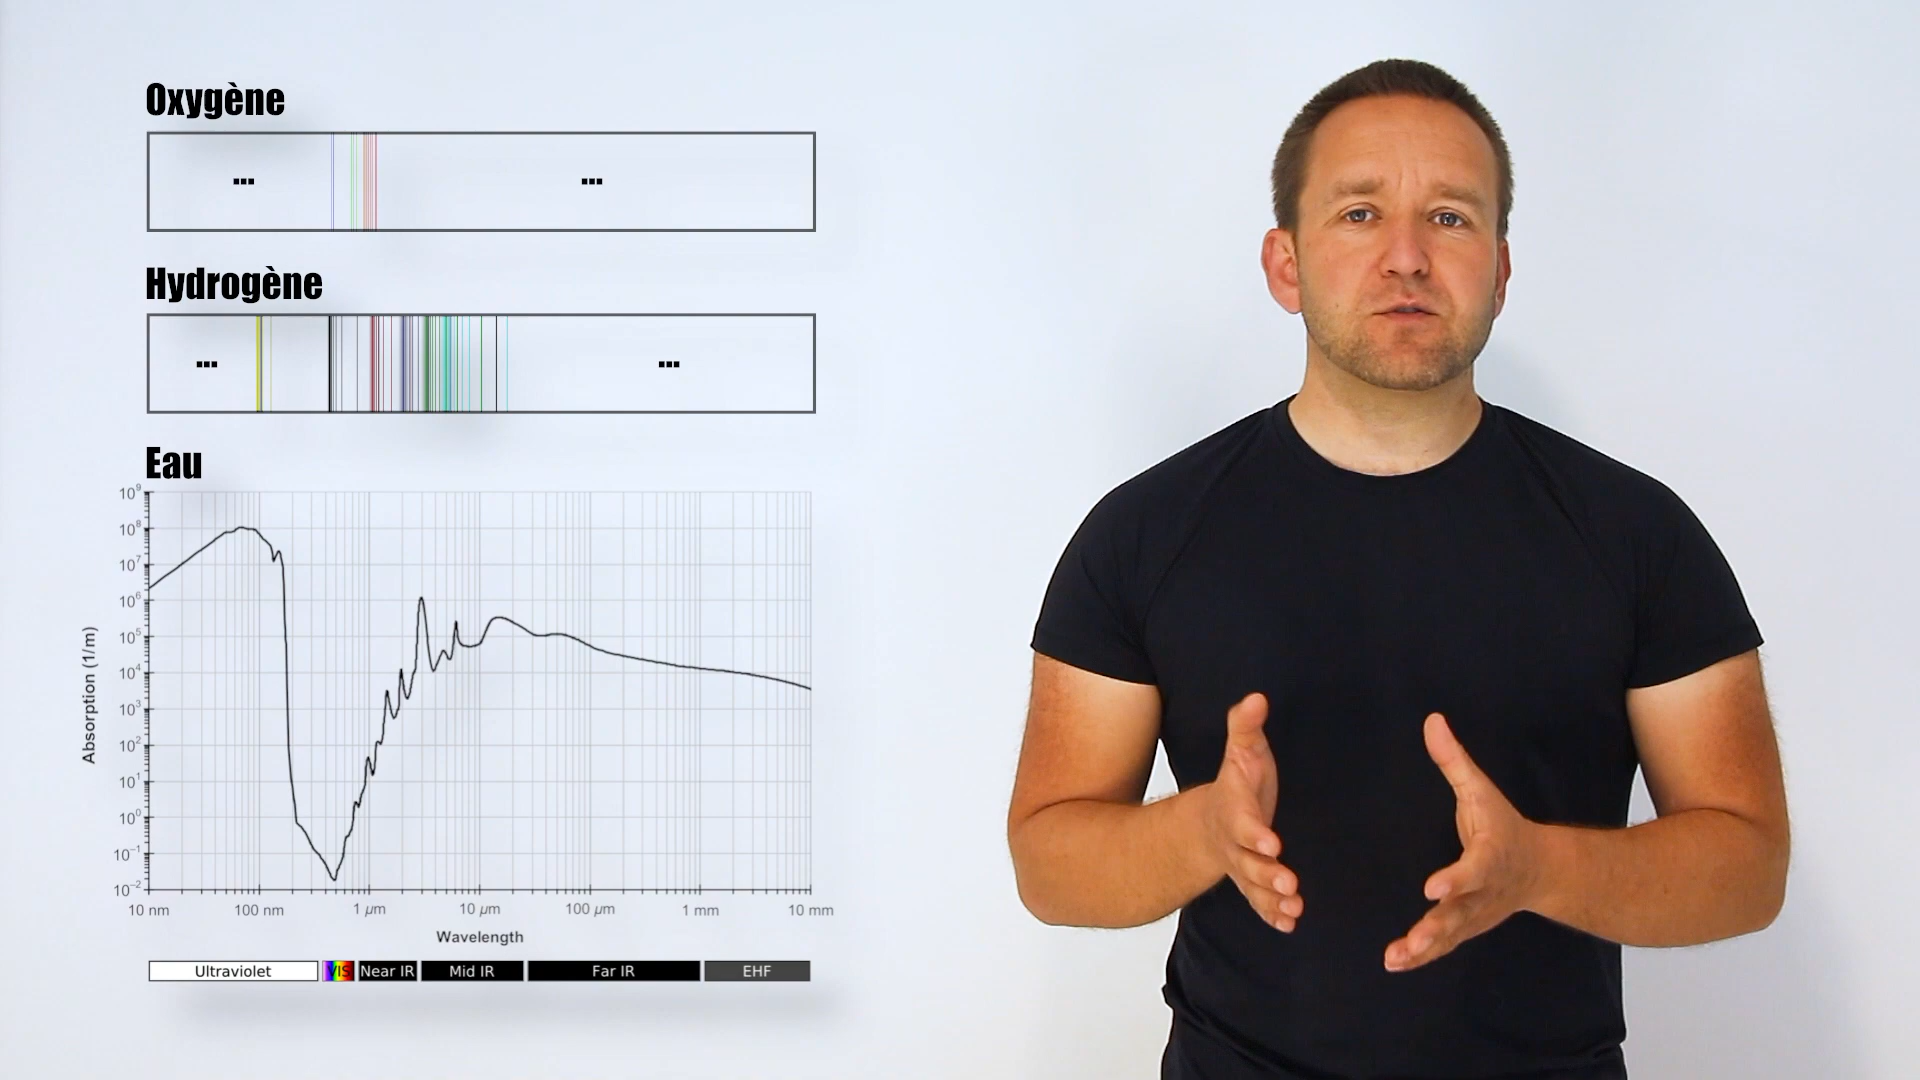 Oxygène
... ...
Hydrogène
... ...
Eau
Absorption (1/m)
10⁹
10⁸
10⁷
10⁶
10⁵
10⁴
10³
10²
10¹
10⁰
10⁻¹
10⁻²
10 nm 100 nm 1 µm 10 µm 100 µm 1 mm 10 mm
Wavelength
Ultraviolet VIS Near IR Mid IR Far IR EHF